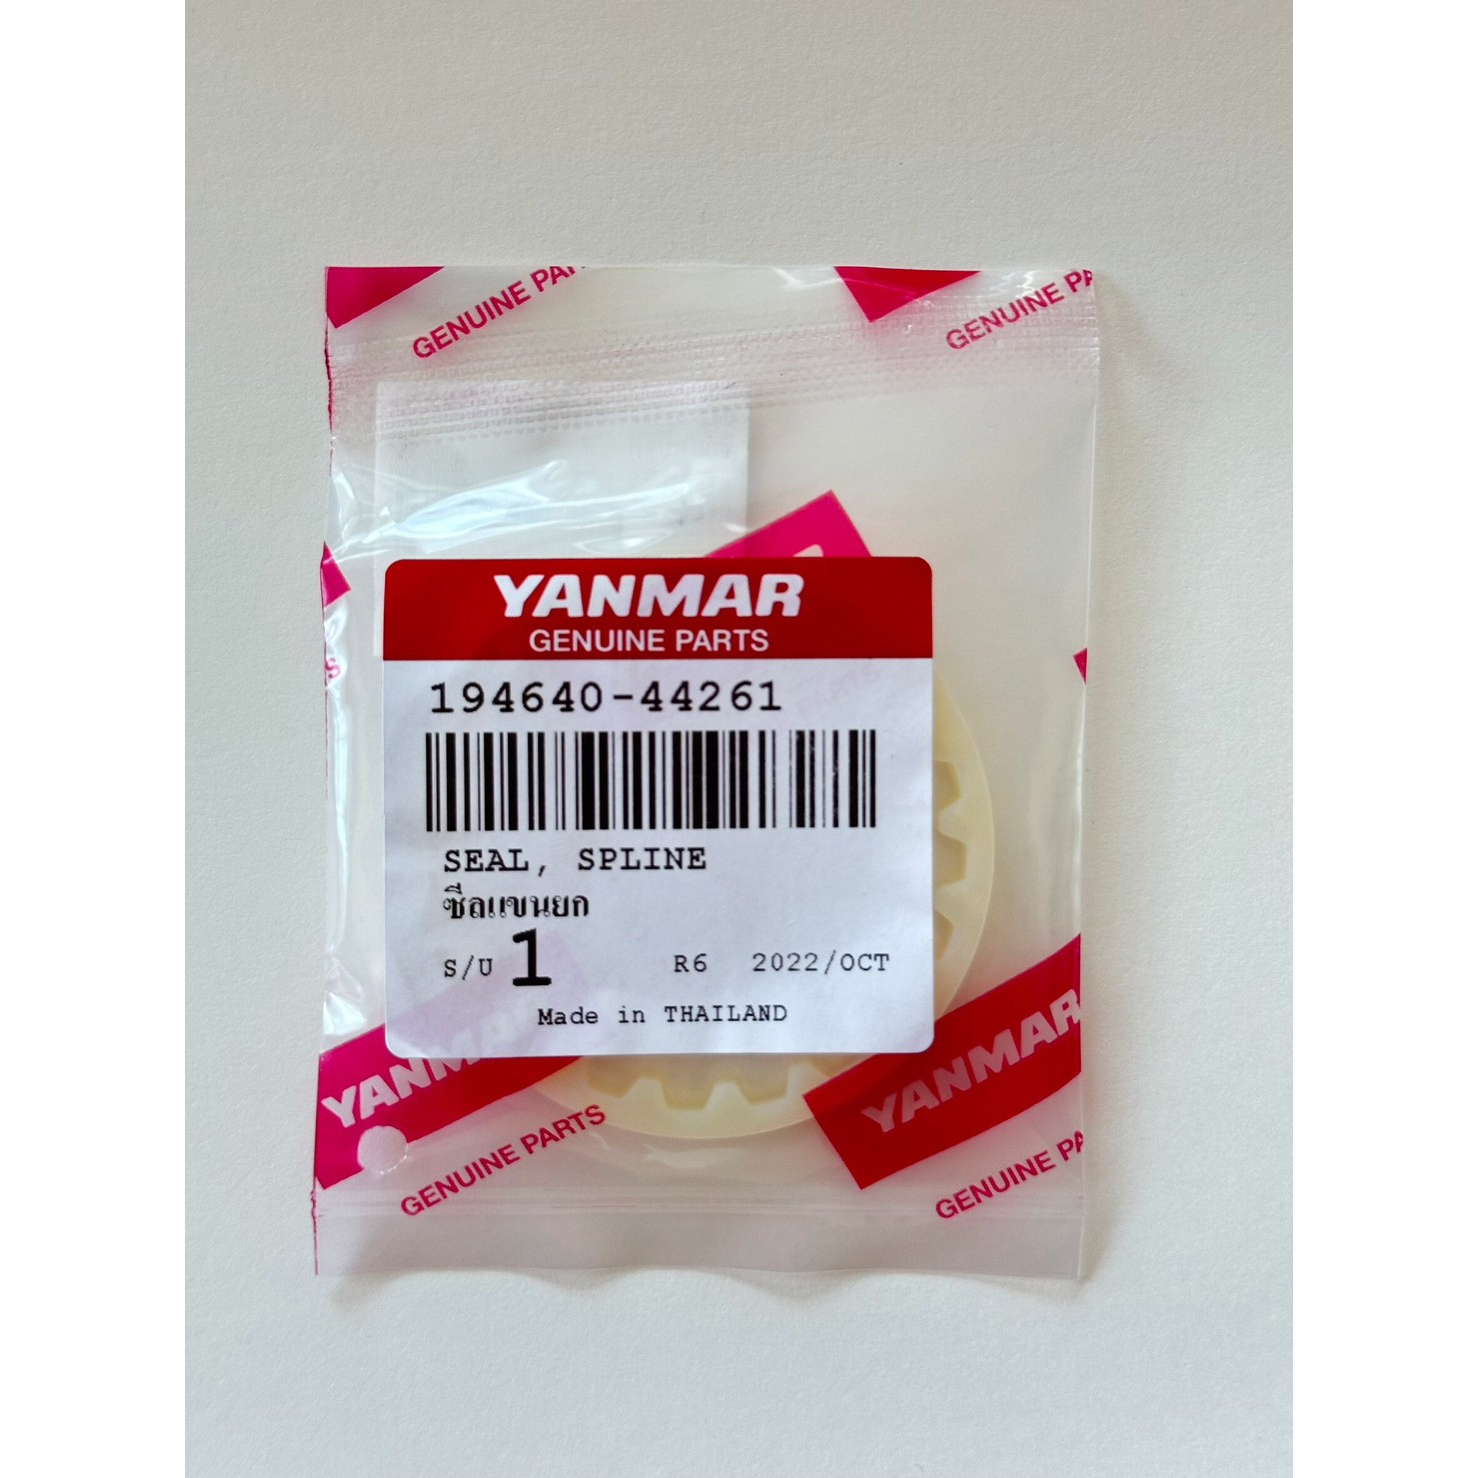 GENUINE PAR
GENUINE PA
YANMAR
GENUINE PARTS
194640-44261
SEAL, SPLINE
ซีลแขนยก
S/U 1 R6 2022/OCT
Made in THAILAND
YANMAR
GENUINE PARTS
YANMAR
GENUINE PA